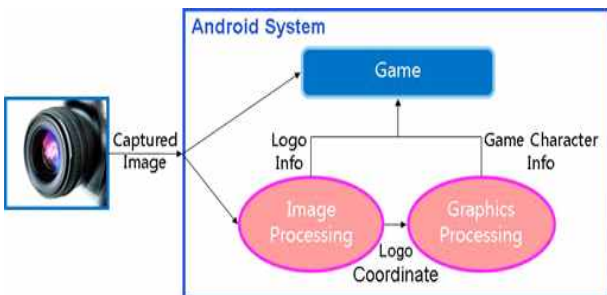 Android System
Game
Captured
Image
Logo
Info
Game Character
Info
Image
Processing
Graphics
Processing
Logo
Coordinate